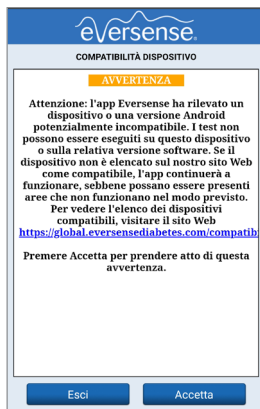 eversense.
COMPATIBILITÀ DISPOSITIVO
AVVERTENZA
Attenzione: l'app Eversense ha rilevato un
dispositivo o una versione Android
potenzialmente incompatibile. I test non
possono essere eseguiti su questo dispositivo
o sulla relativa versione software. Se il
dispositivo non è elencato sul nostro sito Web
come compatibile, l'app continuerà a
funzionare, sebbene possano essere presenti
aree che non funzionano nel modo previsto.
Per vedere l'elenco dei dispositivi
compatibili, visitare il sito Web
https://global.eversensediabetes.com/compatib
Premere Accetta per prendere atto di questa
avvertenza.
Esci
Accetta